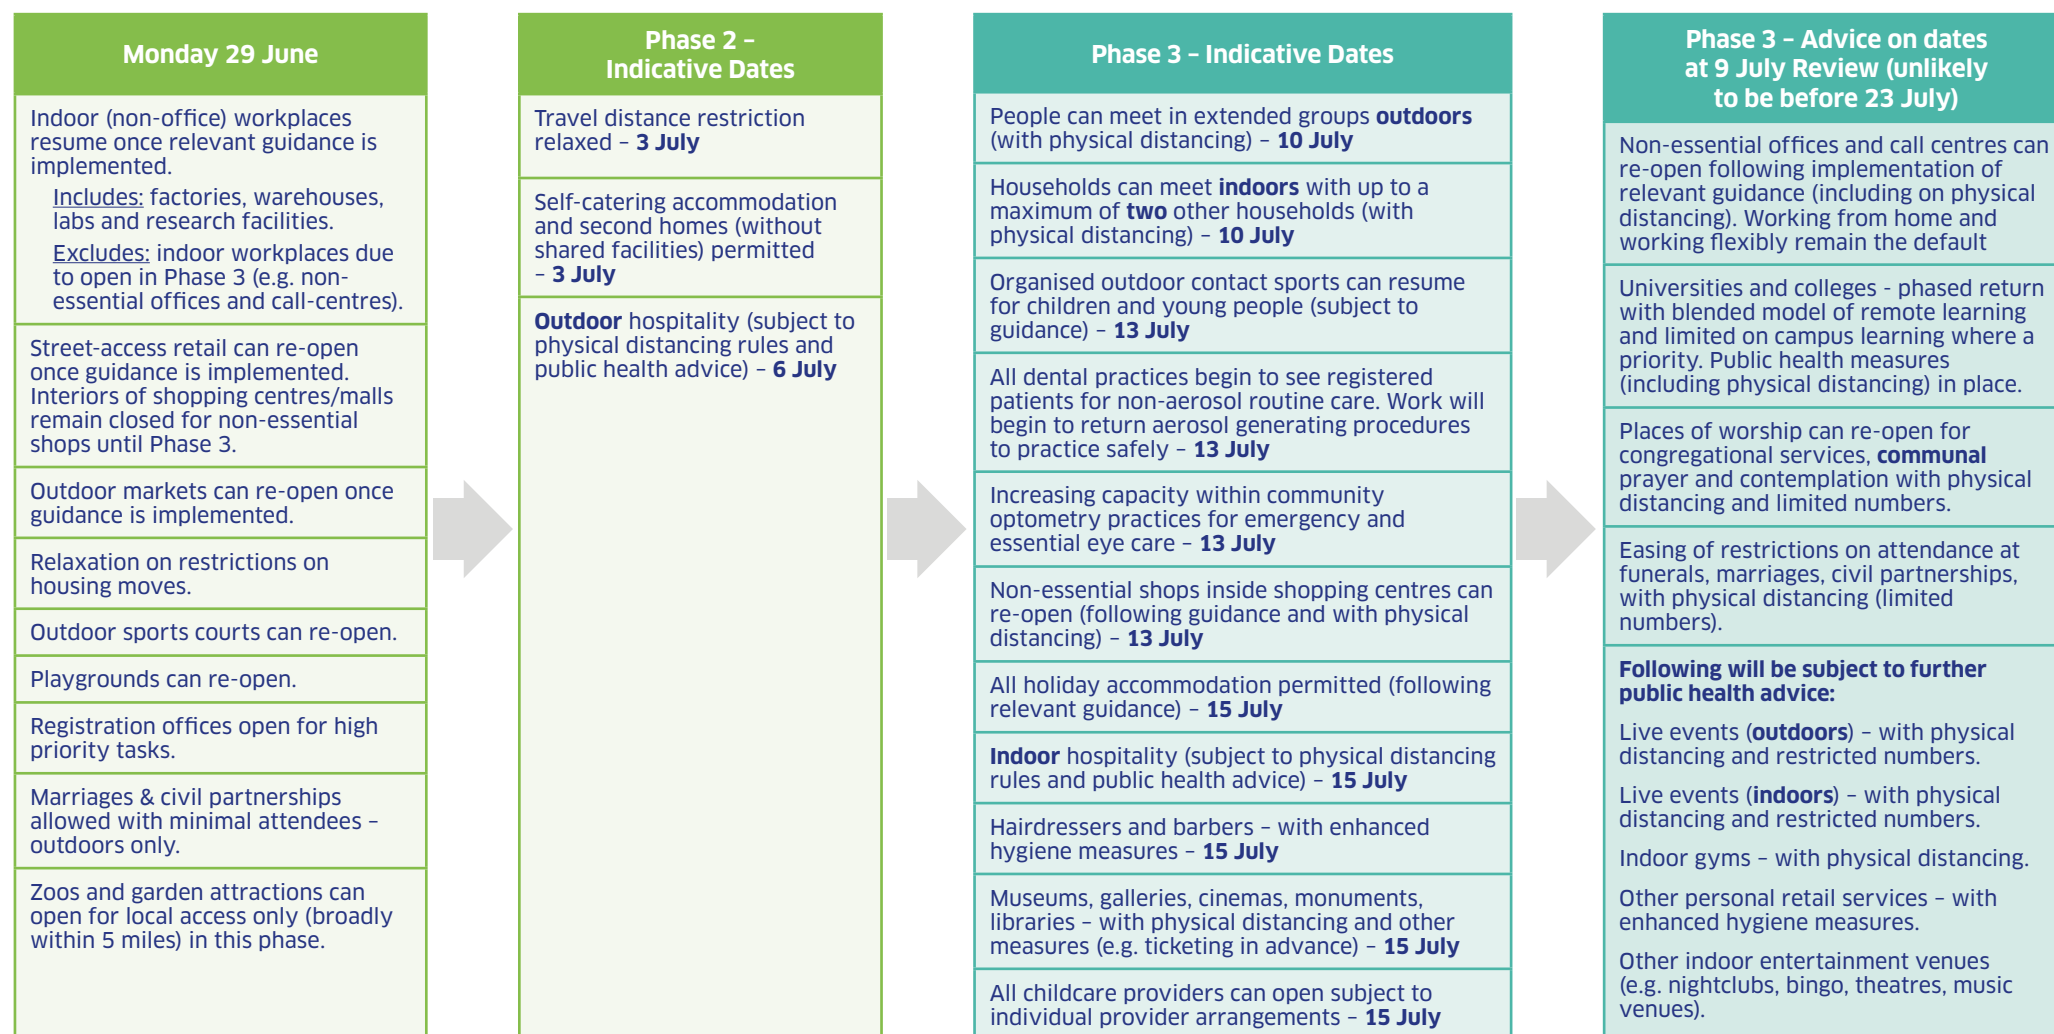 Monday 29 June
Indoor (non-office) workplaces
resume once relevant guidance is
implemented.
Includes: factories, warehouses,
labs and research facilities.
Excludes: indoor workplaces due
to open in Phase 3 (e.g. non-
essential offices and call-centres).
Street-access retail can re-open
once guidance is implemented.
Interiors of shopping centres/malls
remain closed for non-essential
shops until Phase 3.
Outdoor markets can re-open once
guidance is implemented.
Relaxation on restrictions on
housing moves.
Outdoor sports courts can re-open.
Playgrounds can re-open.
Registration offices open for high
priority tasks.
Marriages & civil partnerships
allowed with minimal attendees –
outdoors only.
Zoos and garden attractions can
open for local access only (broadly
within 5 miles) in this phase.
Phase 2 –
Indicative Dates
Travel distance restriction
relaxed – 3 July
Self-catering accommodation
and second homes (without
shared facilities) permitted
– 3 July
Outdoor hospitality (subject to
physical distancing rules and
public health advice) – 6 July
Phase 3 – Indicative Dates
People can meet in extended groups outdoors
(with physical distancing) – 10 July
Households can meet indoors with up to a
maximum of two other households (with
physical distancing) – 10 July
Organised outdoor contact sports can resume
for children and young people (subject to
guidance) – 13 July
All dental practices begin to see registered
patients for non-aerosol routine care. Work will
begin to return aerosol generating procedures
to practice safely – 13 July
Increasing capacity within community
optometry practices for emergency and
essential eye care – 13 July
Non-essential shops inside shopping centres can
re-open (following guidance and with physical
distancing) – 13 July
All holiday accommodation permitted (following
relevant guidance) – 15 July
Indoor hospitality (subject to physical distancing
rules and public health advice) – 15 July
Hairdressers and barbers – with enhanced
hygiene measures – 15 July
Museums, galleries, cinemas, monuments,
libraries – with physical distancing and other
measures (e.g. ticketing in advance) – 15 July
All childcare providers can open subject to
individual provider arrangements – 15 July
Phase 3 – Advice on dates
at 9 July Review (unlikely
to be before 23 July)
Non-essential offices and call centres can
re-open following implementation of
relevant guidance (including on physical
distancing). Working from home and
working flexibly remain the default
Universities and colleges - phased return
with blended model of remote learning
and limited on campus learning where a
priority. Public health measures
(including physical distancing) in place.
Places of worship can re-open for
congregational services, communal
prayer and contemplation with physical
distancing and limited numbers.
Easing of restrictions on attendance at
funerals, marriages, civil partnerships,
with physical distancing (limited
numbers).
Following will be subject to further
public health advice:
Live events (outdoors) – with physical
distancing and restricted numbers.
Live events (indoors) – with physical
distancing and restricted numbers.
Indoor gyms – with physical distancing.
Other personal retail services – with
enhanced hygiene measures.
Other indoor entertainment venues
(e.g. nightclubs, bingo, theatres, music
venues).